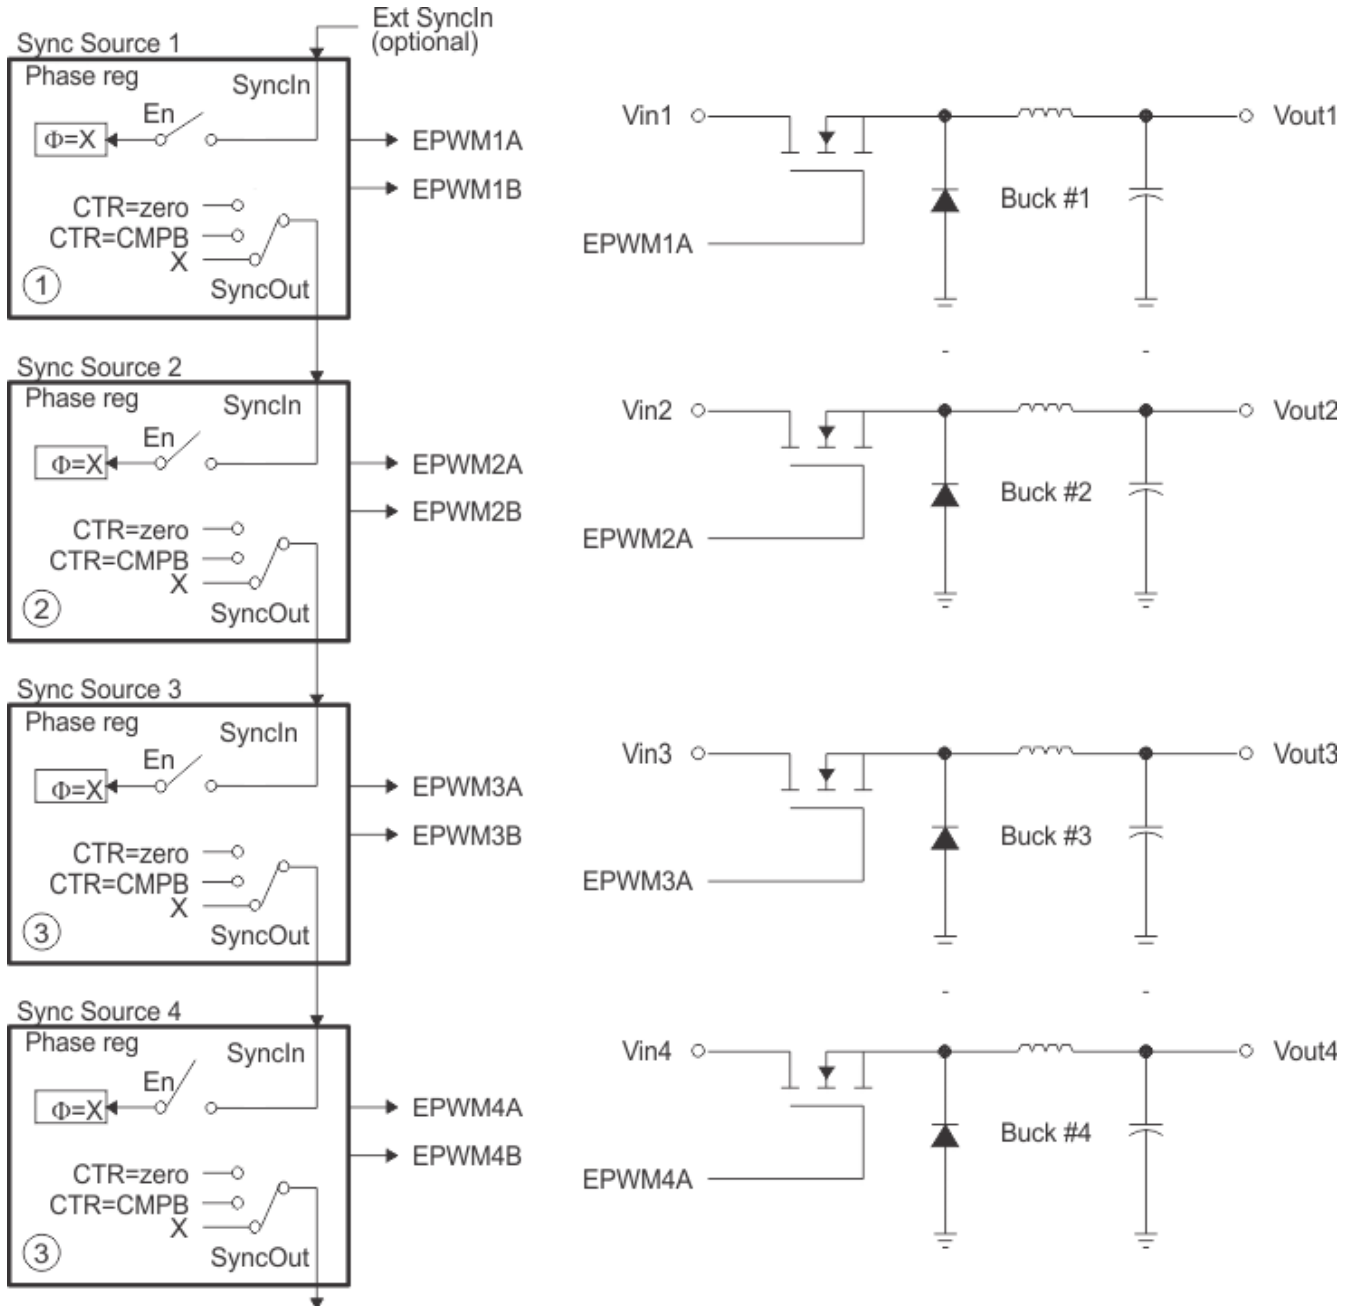 Ext SyncIn
(optional)
Sync Source 1
Phase reg
SyncIn
En
Φ=X
EPWM1A
EPWM1B
CTR=zero
CTR=CMPB
X
1
SyncOut
Vin1
Vout1
Buck #1
EPWM1A
Sync Source 2
Phase reg
SyncIn
En
Φ=X
EPWM2A
EPWM2B
CTR=zero
CTR=CMPB
X
2
SyncOut
Vin2
Vout2
Buck #2
EPWM2A
Sync Source 3
Phase reg
SyncIn
En
Φ=X
EPWM3A
EPWM3B
CTR=zero
CTR=CMPB
X
3
SyncOut
Vin3
Vout3
Buck #3
EPWM3A
Sync Source 4
Phase reg
SyncIn
En
Φ=X
EPWM4A
EPWM4B
CTR=zero
CTR=CMPB
X
3
SyncOut
Vin4
Vout4
Buck #4
EPWM4A